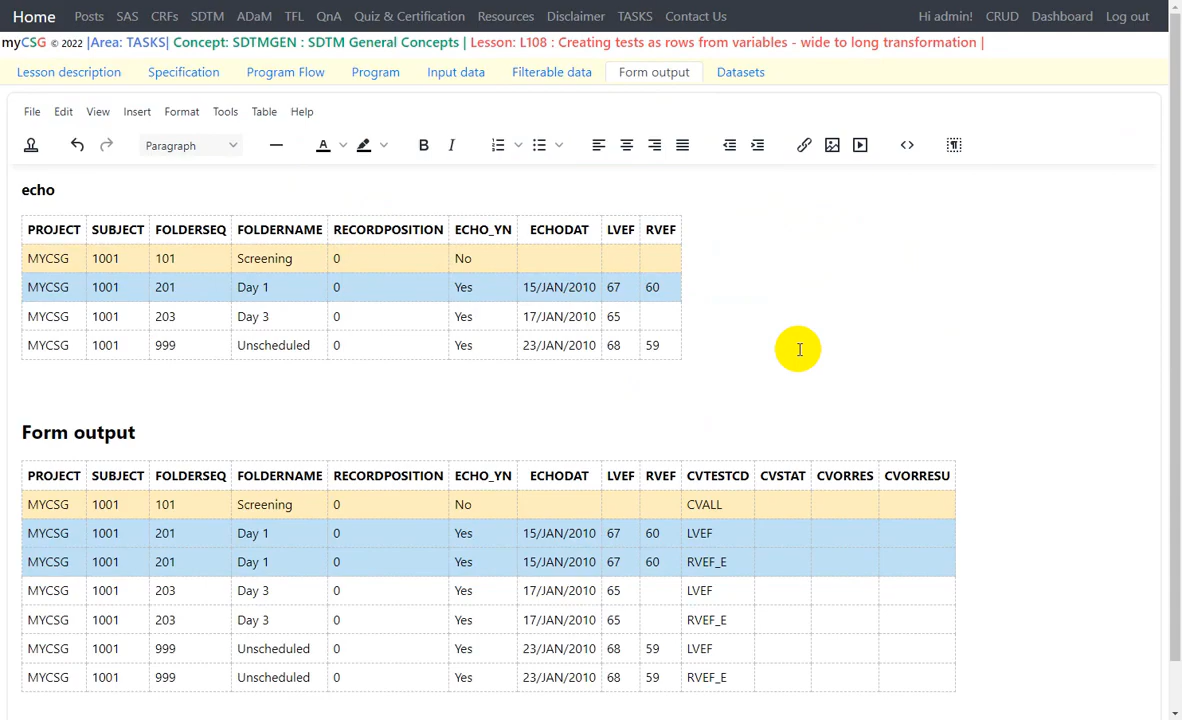 Home Posts SAS CRFs SDTM ADaM TFL QnA Quiz & Certification Resources Disclaimer TASKS Contact Us Hi admin! CRUD Dashboard Log out
myCSG © 2022 |Area: TASKS| Concept: SDTMGEN : SDTM General Concepts | Lesson: L108 : Creating tests as rows from variables - wide to long transformation |
Lesson description Specification Program Flow Program Input data Filterable data Form output Datasets
File Edit View Insert Format Tools Table Help
Paragraph A B I
echo
PROJECT SUBJECT FOLDERSEQ FOLDERNAME RECORDPOSITION ECHO_YN ECHODAT LVEF RVEF
MYCSG 1001 101 Screening 0 No
MYCSG 1001 201 Day 1 0 Yes 15/JAN/2010 67 60
MYCSG 1001 203 Day 3 0 Yes 17/JAN/2010 65
MYCSG 1001 999 Unscheduled 0 Yes 23/JAN/2010 68 59
Form output
PROJECT SUBJECT FOLDERSEQ FOLDERNAME RECORDPOSITION ECHO_YN ECHODAT LVEF RVEF CVTESTCD CVSTAT CVORRES CVORRESU
MYCSG 1001 101 Screening 0 No CVALL
MYCSG 1001 201 Day 1 0 Yes 15/JAN/2010 67 60 LVEF
MYCSG 1001 201 Day 1 0 Yes 15/JAN/2010 67 60 RVEF_E
MYCSG 1001 203 Day 3 0 Yes 17/JAN/2010 65 LVEF
MYCSG 1001 203 Day 3 0 Yes 17/JAN/2010 65 RVEF_E
MYCSG 1001 999 Unscheduled 0 Yes 23/JAN/2010 68 59 LVEF
MYCSG 1001 999 Unscheduled 0 Yes 23/JAN/2010 68 59 RVEF_E